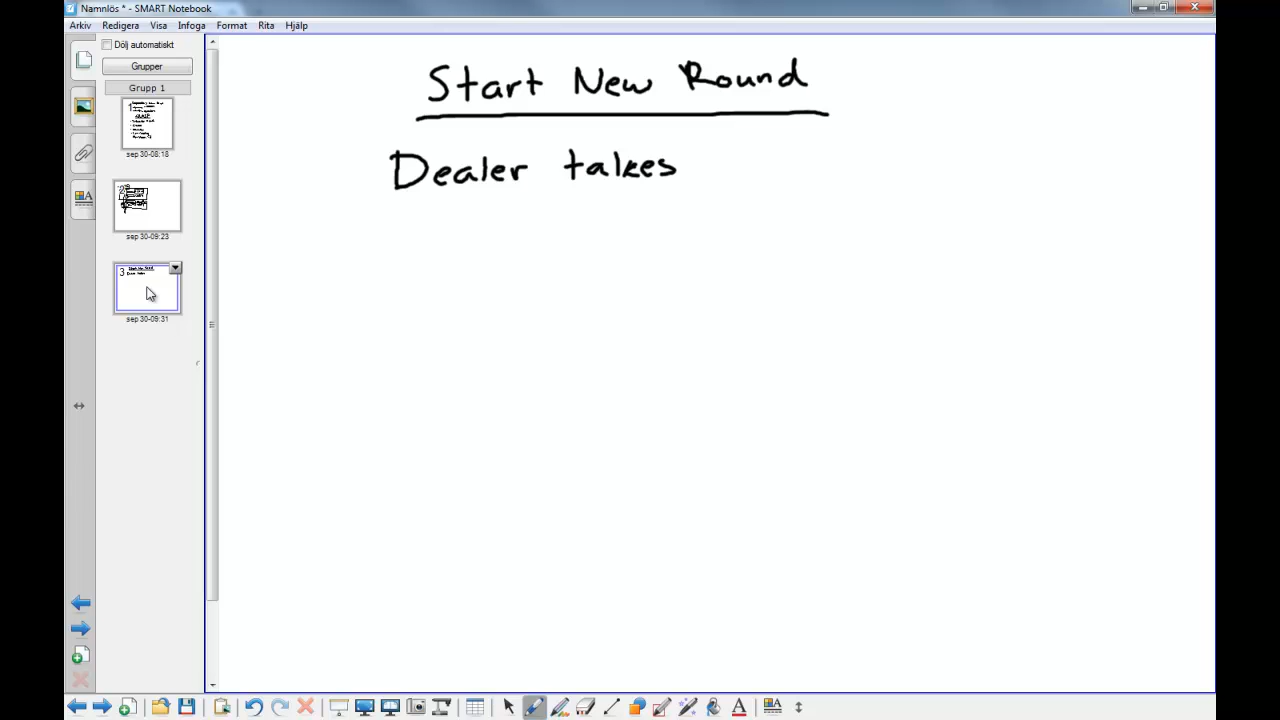 Namnlös * - SMART Notebook
Arkiv Redigera Visa Infoga Format Rita Hjälp
Dölj automatiskt
Grupper
Grupp 1
sep 30-08:18
sep 30-09:23
3
sep 30-09:31
Start New Round
Dealer takes